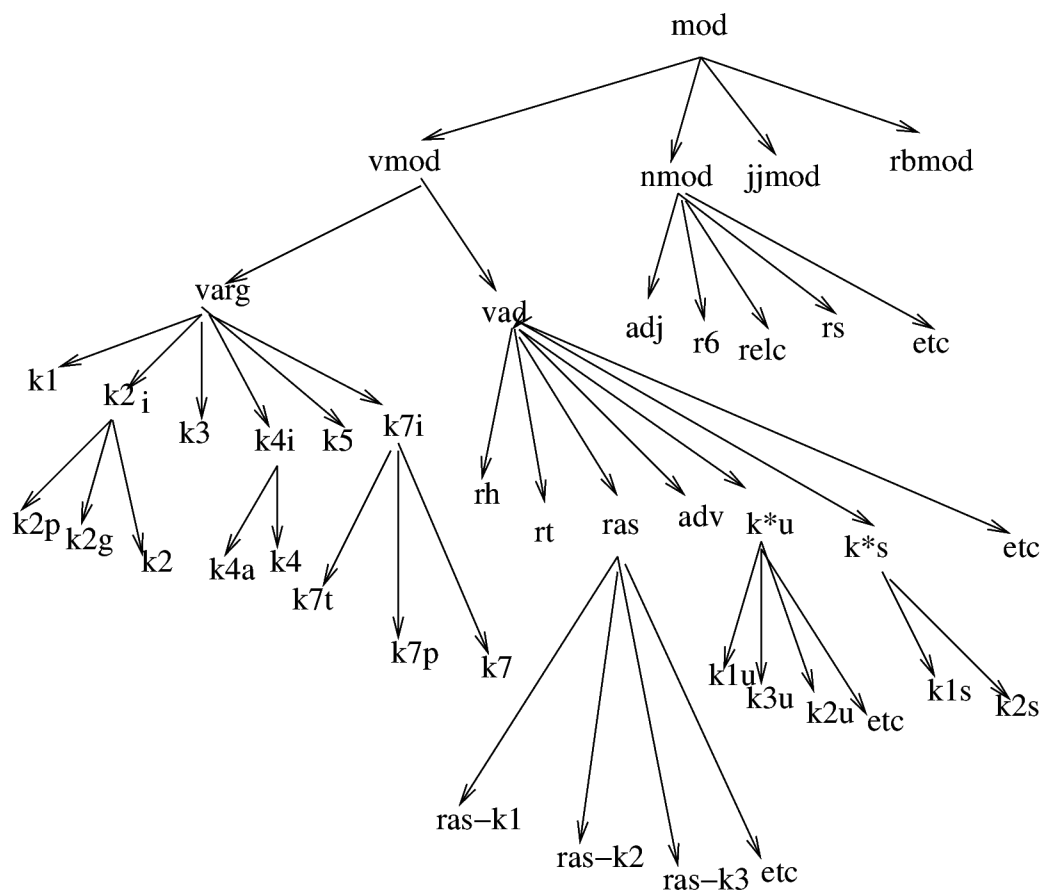 mod
vmod nmod jjmod rbmod
varg vad adj r6 relc rs etc
k1 k2i k3 k4i k5 k7i
rh rt ras adv k*u k*s etc
k2p k2g k2 k4a k4 k7t k7p k7
k1u k3u k2u etc k1s k2s
ras−k1 ras−k2 ras−k3 etc